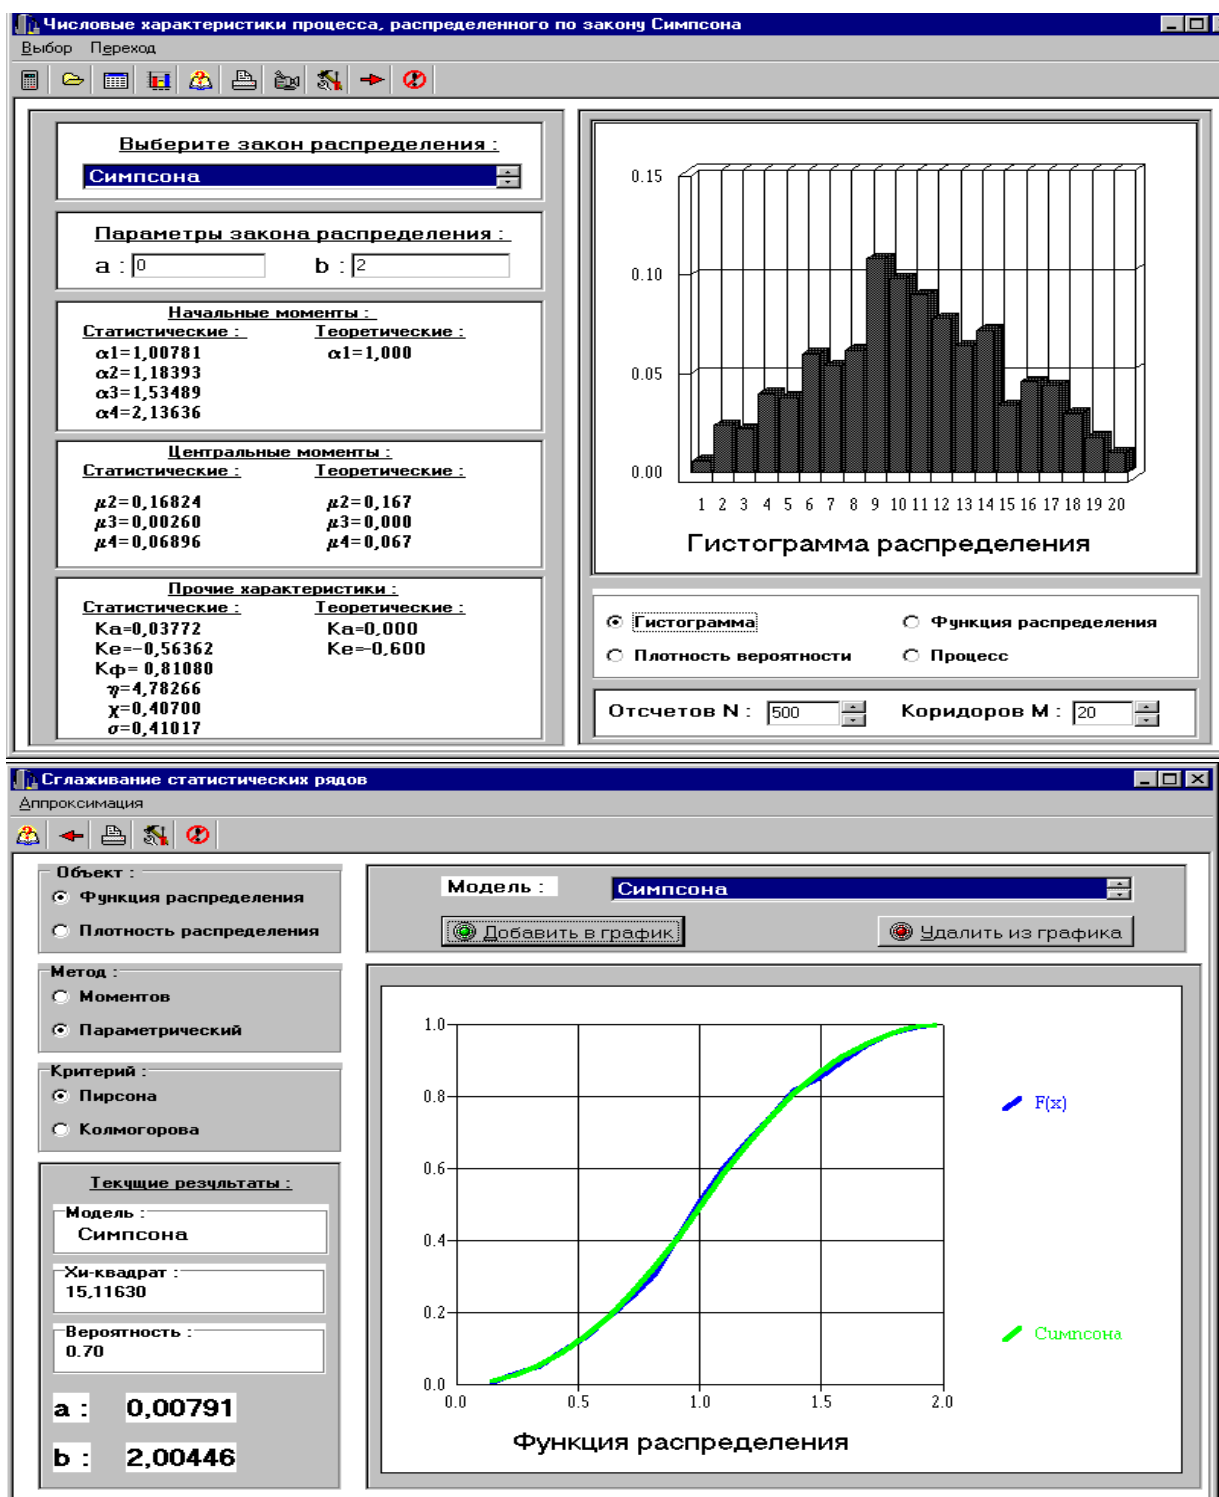 Числовые характеристики процесса, распределенного по закону Симпсона
Выбор Переход
Выберите закон распределения :
Симпсона
Параметры закона распределения :
a : 0 b : 2
Начальные моменты :
Статистические : Теоретические :
α1=1,00781 α1=1,000
α2=1,18393
α3=1,53489
α4=2,13636
Центральные моменты :
Статистические : Теоретические :
μ2=0,16824 μ2=0,167
μ3=0,00260 μ3=0,000
μ4=0,06896 μ4=0,067
Прочие характеристики :
Статистические : Теоретические :
Ка=0,03772 Ка=0,000
Ке=-0,56362 Ке=-0,600
Кф= 0,81080
η=4,78266
χ=0,40700
σ=0,41017
0.15
0.10
0.05
0.00
1 2 3 4 5 6 7 8 9 10 11 12 13 14 15 16 17 18 19 20
Гистограмма распределения
Гистограмма Функция распределения
Плотность вероятности Процесс
Отсчетов N : 500 Коридоров M : 20
Сглаживание статистических рядов
Аппроксимация
Объект :
Функция распределения
Плотность распределения
Метод :
Моментов
Параметрический
Критерий :
Пирсона
Колмогорова
Текущие результаты :
Модель :
Симпсона
Хи-квадрат :
15,11630
Вероятность :
0.70
a : 0,00791
b : 2,00446
Модель : Симпсона
Добавить в график Удалить из графика
1.0
0.8
0.6
0.4
0.2
0.0
0.0 0.5 1.0 1.5 2.0
F(x)
Симпсона
Функция распределения